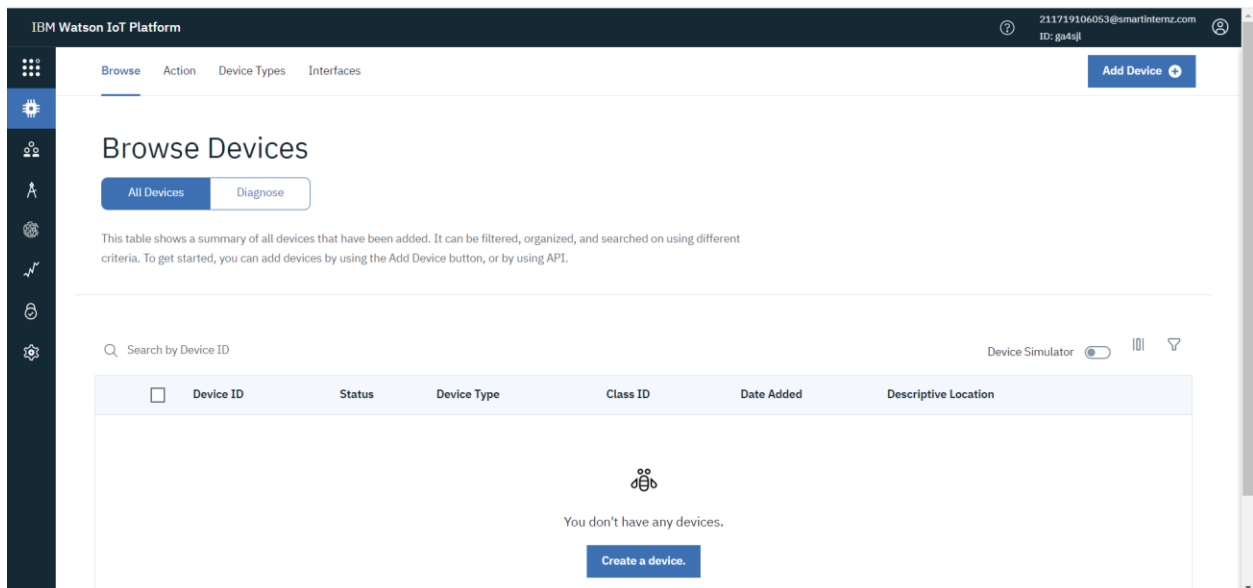 IBM Watson IoT Platform
211719106053@smartinternz.com
ID: ga4sjl
Browse Action Device Types Interfaces
Add Device
Browse Devices
All Devices Diagnose
This table shows a summary of all devices that have been added. It can be filtered, organized, and searched on using different
criteria. To get started, you can add devices by using the Add Device button, or by using API.
Search by Device ID
Device Simulator
Device ID Status Device Type Class ID Date Added Descriptive Location
You don't have any devices.
Create a device.